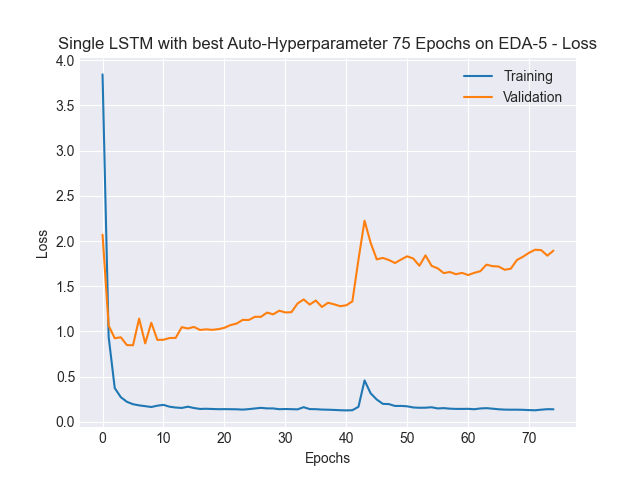 Single LSTM with best Auto-Hyperparameter 75 Epochs on EDA-5 - Loss
4.0
3.5
3.0
2.5
2.0
1.5
1.0
0.5
0.0
Loss
Training
Validation
0 10 20 30 40 50 60 70
Epochs